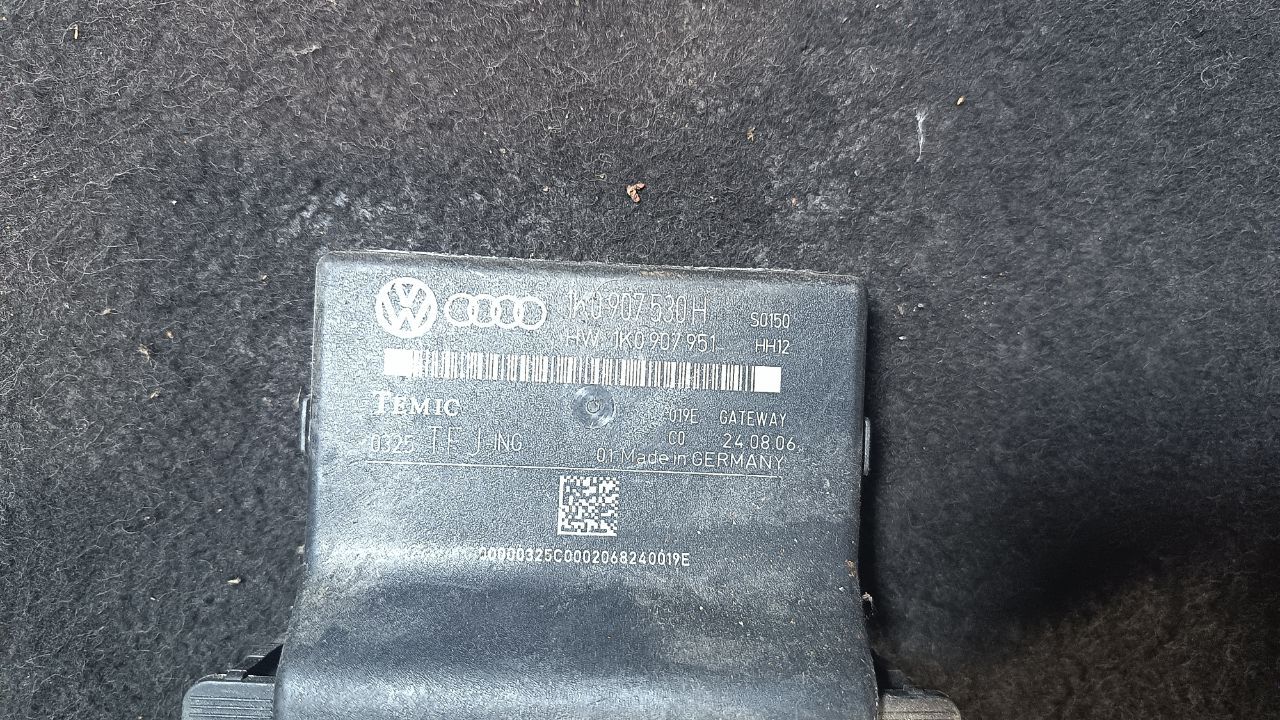 1K0 907 530 H S0150
HW 1K0 907 951 HH12
TEMIC
019E GATEWAY
0325 TFJ ING C0 24.08.06
01 Made in GERMANY
00000325C0002068240019E